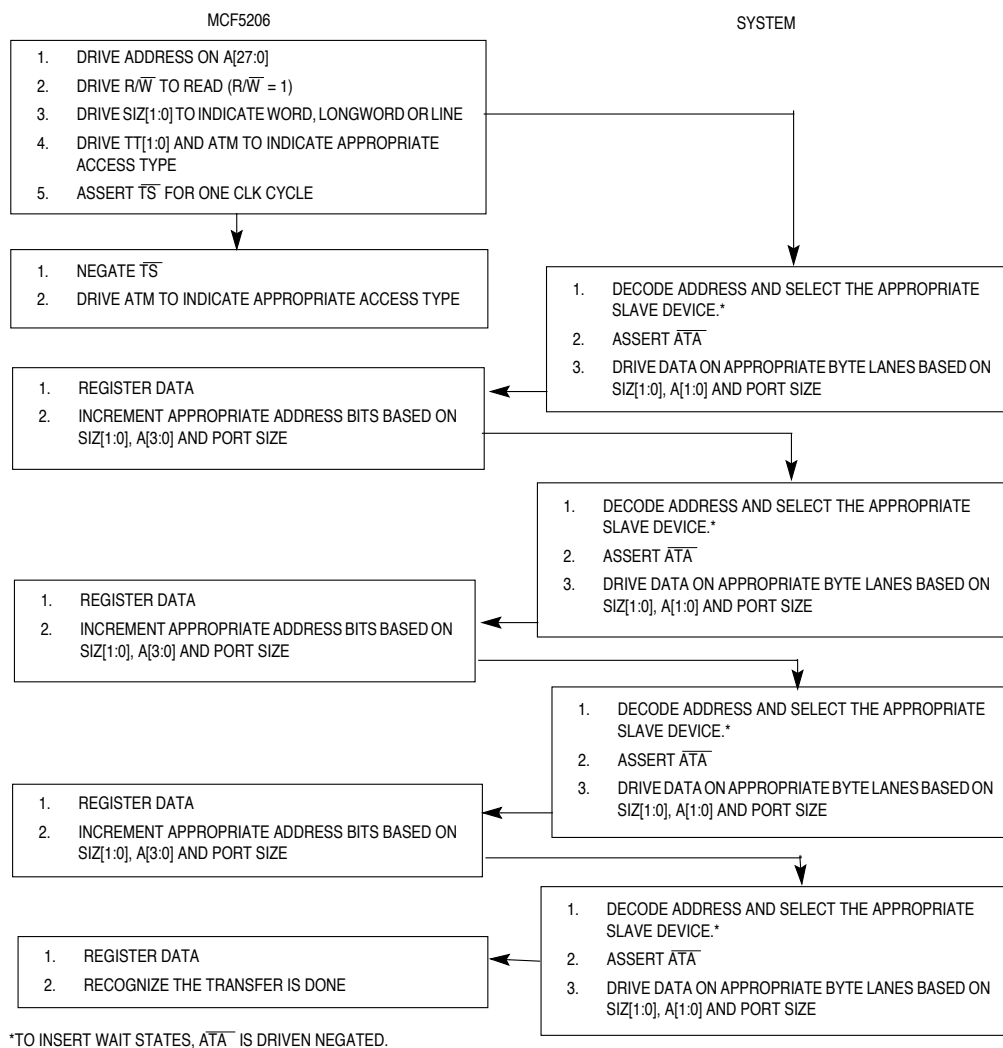 MCF5206
SYSTEM
1. DRIVE ADDRESS ON A[27:0]
2. DRIVE R/W̅ TO READ (R/W̅ = 1)
3. DRIVE SIZ[1:0] TO INDICATE WORD, LONGWORD OR LINE
4. DRIVE TT[1:0] AND ATM TO INDICATE APPROPRIATE
ACCESS TYPE
5. ASSERT T̅S̅ FOR ONE CLK CYCLE
1. NEGATE T̅S̅
2. DRIVE ATM TO INDICATE APPROPRIATE ACCESS TYPE
1. DECODE ADDRESS AND SELECT THE APPROPRIATE
SLAVE DEVICE.*
2. ASSERT A̅T̅A̅
3. DRIVE DATA ON APPROPRIATE BYTE LANES BASED ON
SIZ[1:0], A[1:0] AND PORT SIZE
1. REGISTER DATA
2. INCREMENT APPROPRIATE ADDRESS BITS BASED ON
SIZ[1:0], A[3:0] AND PORT SIZE
1. DECODE ADDRESS AND SELECT THE APPROPRIATE
SLAVE DEVICE.*
2. ASSERT A̅T̅A̅
3. DRIVE DATA ON APPROPRIATE BYTE LANES BASED ON
SIZ[1:0], A[1:0] AND PORT SIZE
1. REGISTER DATA
2. INCREMENT APPROPRIATE ADDRESS BITS BASED ON
SIZ[1:0], A[3:0] AND PORT SIZE
1. DECODE ADDRESS AND SELECT THE APPROPRIATE
SLAVE DEVICE.*
2. ASSERT A̅T̅A̅
3. DRIVE DATA ON APPROPRIATE BYTE LANES BASED ON
SIZ[1:0], A[1:0] AND PORT SIZE
1. REGISTER DATA
2. INCREMENT APPROPRIATE ADDRESS BITS BASED ON
SIZ[1:0], A[3:0] AND PORT SIZE
1. DECODE ADDRESS AND SELECT THE APPROPRIATE
SLAVE DEVICE.*
2. ASSERT A̅T̅A̅
3. DRIVE DATA ON APPROPRIATE BYTE LANES BASED ON
SIZ[1:0], A[1:0] AND PORT SIZE
1. REGISTER DATA
2. RECOGNIZE THE TRANSFER IS DONE
*TO INSERT WAIT STATES, A̅T̅A̅ IS DRIVEN NEGATED.